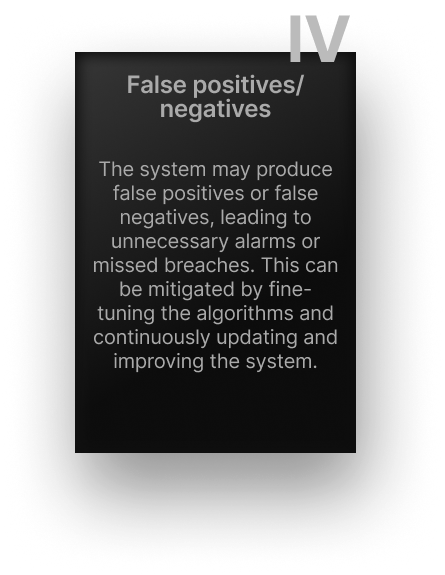 IV
False positives/
negatives
The system may produce
false positives or false
negatives, leading to
unnecessary alarms or
missed breaches. This can
be mitigated by fine-
tuning the algorithms and
continuously updating and
improving the system.